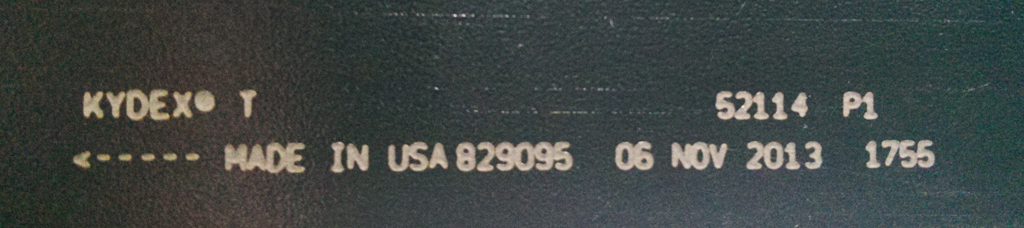 KYDEX® T 52114 P1
<----- MADE IN USA 829095 06 NOV 2013 1755